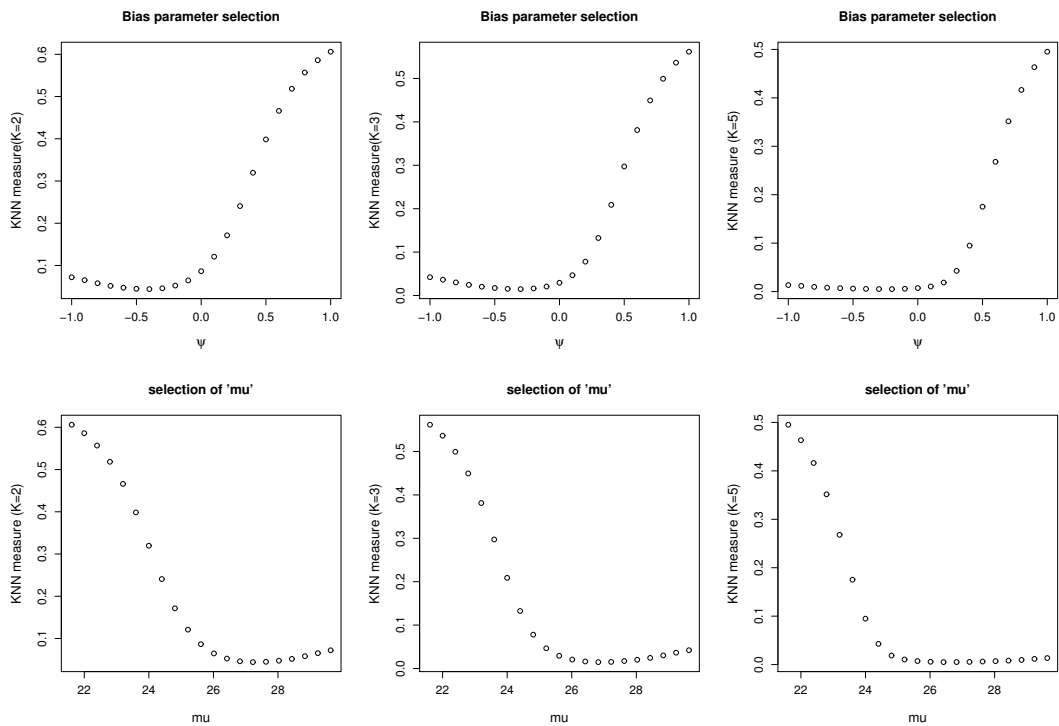 Bias parameter selection
KNN measure(K=2)
0.1 0.2 0.3 0.4 0.5 0.6
−1.0 −0.5 0.0 0.5 1.0
ψ
Bias parameter selection
KNN measure(K=3)
0.0 0.1 0.2 0.3 0.4 0.5
−1.0 −0.5 0.0 0.5 1.0
ψ
Bias parameter selection
KNN measure (K=5)
0.0 0.1 0.2 0.3 0.4 0.5
−1.0 −0.5 0.0 0.5 1.0
ψ
selection of ’mu’
KNN measure (K=2)
0.1 0.2 0.3 0.4 0.5 0.6
22 24 26 28
mu
selection of ’mu’
KNN measure (K=3)
0.0 0.1 0.2 0.3 0.4 0.5
22 24 26 28
mu
selection of ’mu’
KNN measure (K=5)
0.0 0.1 0.2 0.3 0.4 0.5
22 24 26 28
mu